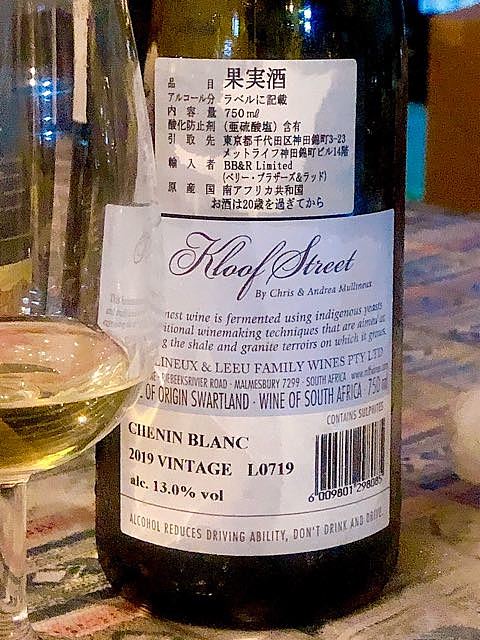 品 目 果実酒
アルコール分 ラベルに記載
内 容 量 750mℓ
酸化防止剤 (亜硫酸塩) 含有
引 取 先 東京都千代田区神田錦町3-23
メットライフ神田錦町ビル14階
輸 入 者 BB&R Limited
(ベリー・ブラザーズ&ラッド)
原 産 国 南アフリカ共和国
お酒は20歳を過ぎてから
Kloof Street
By Chris & Andrea Mullineux
nest wine is fermented using indigenous yeasts
itional winemaking techniques that are aimed at
g the shale and granite terroirs on which it grows.
LINEUX & LEEU FAMILY WINES PTY LTD
EBEEKSRIVIER ROAD · MALMESBURY 7299 · SOUTH AFRICA
OF ORIGIN SWARTLAND · WINE OF SOUTH AFRICA · 750 ml
CONTAINS SULPHITES
CHENIN BLANC
2019 VINTAGE L0719
alc. 13.0% vol
6 009801 298085
ALCOHOL REDUCES DRIVING ABILITY, DON'T DRINK AND DRIVE.